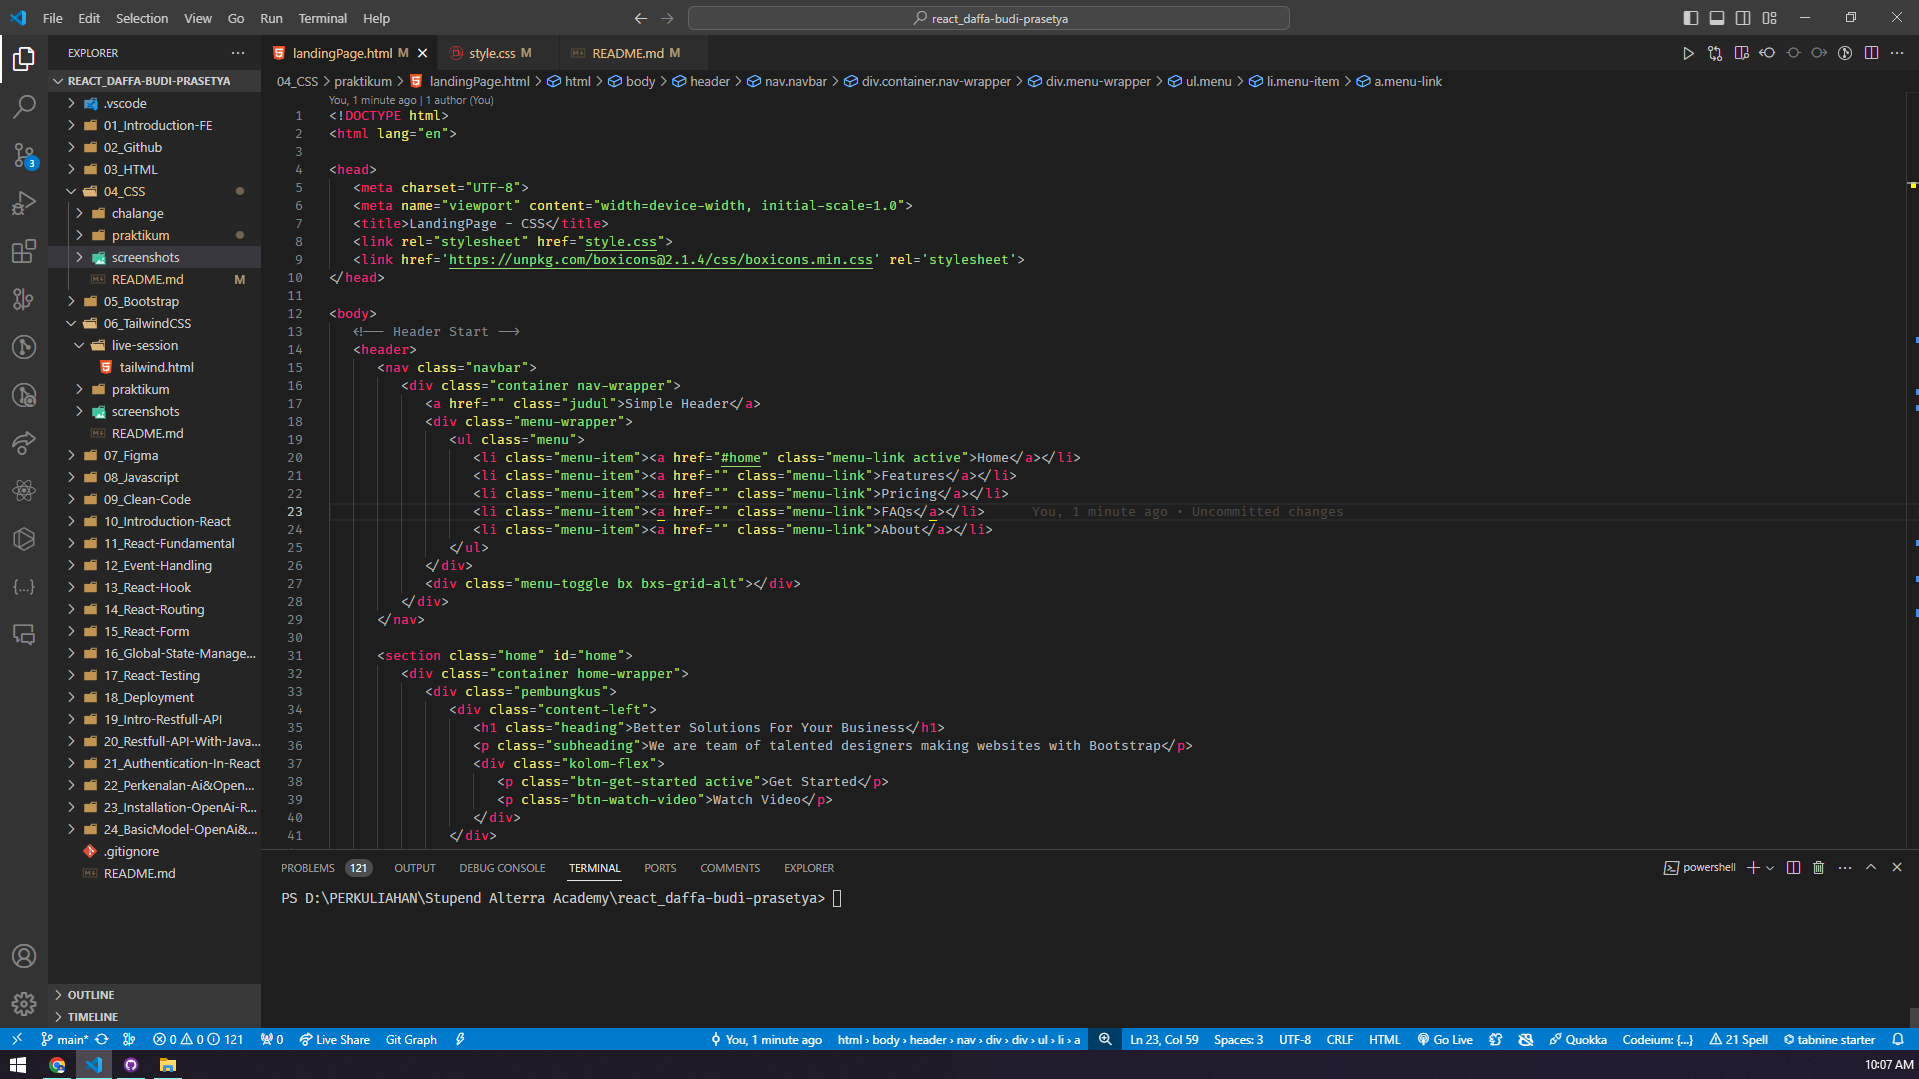 File Edit Selection View Go Run Terminal Help
react_daffa-budi-prasetya
EXPLORER
REACT_DAFFA-BUDI-PRASETYA
.vscode
01_Introduction-FE
02_Github
03_HTML
04_CSS
chalange
praktikum
screenshots
README.md M
05_Bootstrap
06_TailwindCSS
live-session
tailwind.html
praktikum
screenshots
README.md
07_Figma
08_Javascript
09_Clean-Code
10_Introduction-React
11_React-Fundamental
12_Event-Handling
13_React-Hook
14_React-Routing
15_React-Form
16_Global-State-Manage...
17_React-Testing
18_Deployment
19_Intro-Restfull-API
20_Restfull-API-With-Java...
21_Authentication-In-React
22_Perkenalan-Ai&Open...
23_Installation-OpenAi-R...
24_BasicModel-OpenAi&...
.gitignore
README.md
OUTLINE
TIMELINE
landingPage.html M style.css M README.md M
04_CSS > praktikum > landingPage.html > html > body > header > nav.navbar > div.container.nav-wrapper > div.menu-wrapper > ul.menu > li.menu-item > a.menu-link
You, 1 minute ago | 1 author (You)
1 <!DOCTYPE html>
2 <html lang="en">
3
4 <head>
5 <meta charset="UTF-8">
6 <meta name="viewport" content="width=device-width, initial-scale=1.0">
7 <title>LandingPage - CSS</title>
8 <link rel="stylesheet" href="style.css">
9 <link href='https://unpkg.com/boxicons@2.1.4/css/boxicons.min.css' rel='stylesheet'>
10 </head>
11
12 <body>
13 <!-- Header Start -->
14 <header>
15 <nav class="navbar">
16 <div class="container nav-wrapper">
17 <a href="" class="judul">Simple Header</a>
18 <div class="menu-wrapper">
19 <ul class="menu">
20 <li class="menu-item"><a href="#home" class="menu-link active">Home</a></li>
21 <li class="menu-item"><a href="" class="menu-link">Features</a></li>
22 <li class="menu-item"><a href="" class="menu-link">Pricing</a></li>
23 <li class="menu-item"><a href="" class="menu-link">FAQs</a></li> You, 1 minute ago • Uncommitted changes
24 <li class="menu-item"><a href="" class="menu-link">About</a></li>
25 </ul>
26 </div>
27 <div class="menu-toggle bx bxs-grid-alt"></div>
28 </div>
29 </nav>
30
31 <section class="home" id="home">
32 <div class="container home-wrapper">
33 <div class="pembungkus">
34 <div class="content-left">
35 <h1 class="heading">Better Solutions For Your Business</h1>
36 <p class="subheading">We are team of talented designers making websites with Bootstrap</p>
37 <div class="kolom-flex">
38 <p class="btn-get-started active">Get Started</p>
39 <p class="btn-watch-video">Watch Video</p>
40 </div>
41 </div>
PROBLEMS 121 OUTPUT DEBUG CONSOLE TERMINAL PORTS COMMENTS EXPLORER
powershell
PS D:\PERKULIAHAN\Stupend Alterra Academy\react_daffa-budi-prasetya>
3
main* 0 0 121 0 Live Share Git Graph You, 1 minute ago html › body › header › nav › div › div › ul › li › a Ln 23, Col 59 Spaces: 3 UTF-8 CRLF HTML Go Live Quokka Codeium: {...} 21 Spell tabnine starter
10:07 AM